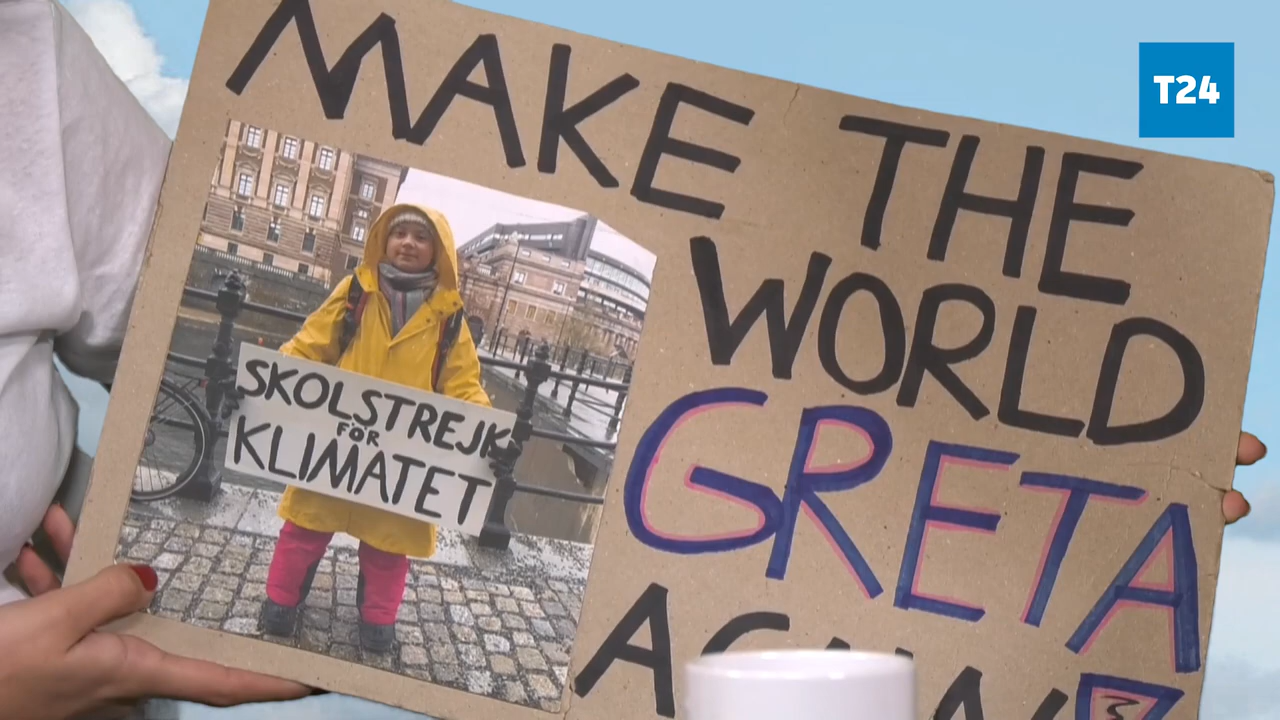 T24
MAKE THE
WORLD
GRETA
SKOLSTREJK
FÖR
KLIMATET